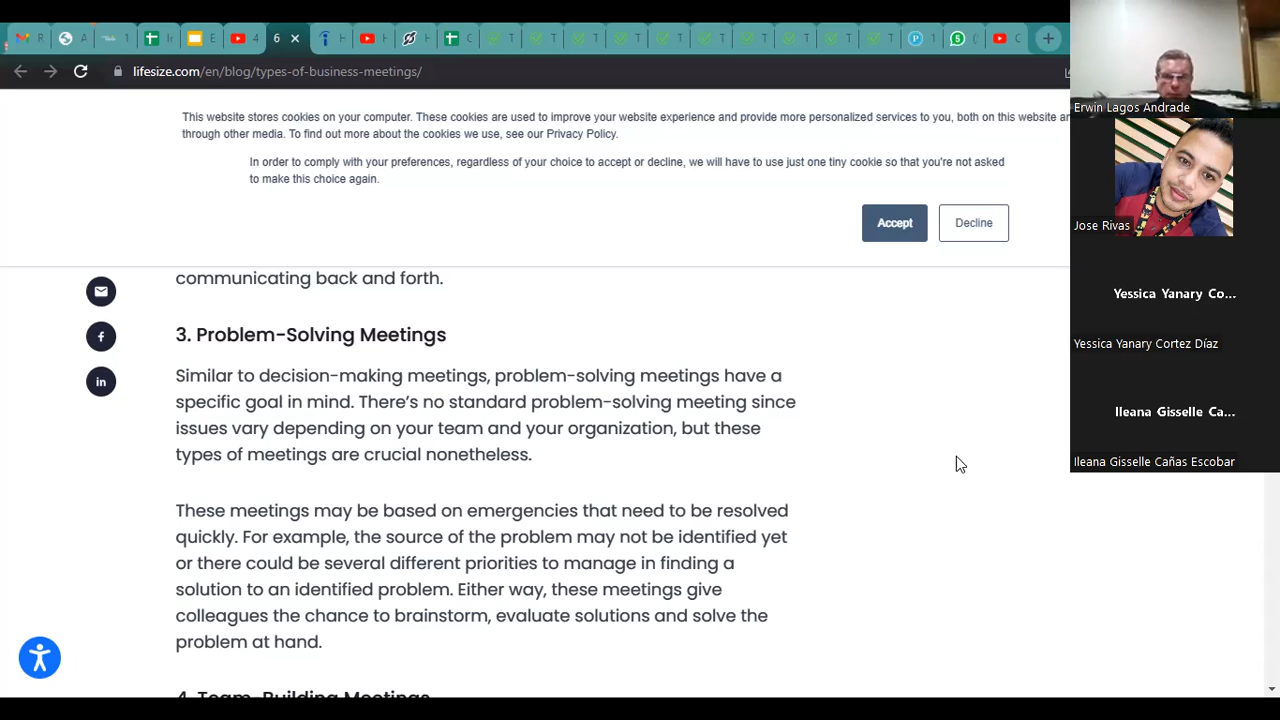 R
A
1
Ir
E
4
6
H
H
C
T
T
T
T
T
T
T
T
T
T
P
1
5
C
lifesize.com/en/blog/types-of-business-meetings/
This website stores cookies on your computer. These cookies are used to improve your website experience and provide more personalized services to you, both on this website an
through other media. To find out more about the cookies we use, see our Privacy Policy.
In order to comply with your preferences, regardless of your choice to accept or decline, we will have to use just one tiny cookie so that you're not asked
to make this choice again.
Accept
Decline
communicating back and forth.
3. Problem-Solving Meetings
Similar to decision-making meetings, problem-solving meetings have a
specific goal in mind. There's no standard problem-solving meeting since
issues vary depending on your team and your organization, but these
types of meetings are crucial nonetheless.
These meetings may be based on emergencies that need to be resolved
quickly. For example, the source of the problem may not be identified yet
or there could be several different priorities to manage in finding a
solution to an identified problem. Either way, these meetings give
colleagues the chance to brainstorm, evaluate solutions and solve the
problem at hand.
4. Team-Building Meetings
Erwin Lagos Andrade
Jose Rivas
Yessica Yanary Co...
Yessica Yanary Cortez Díaz
Ileana Gisselle Ca...
Ileana Gisselle Cañas Escobar